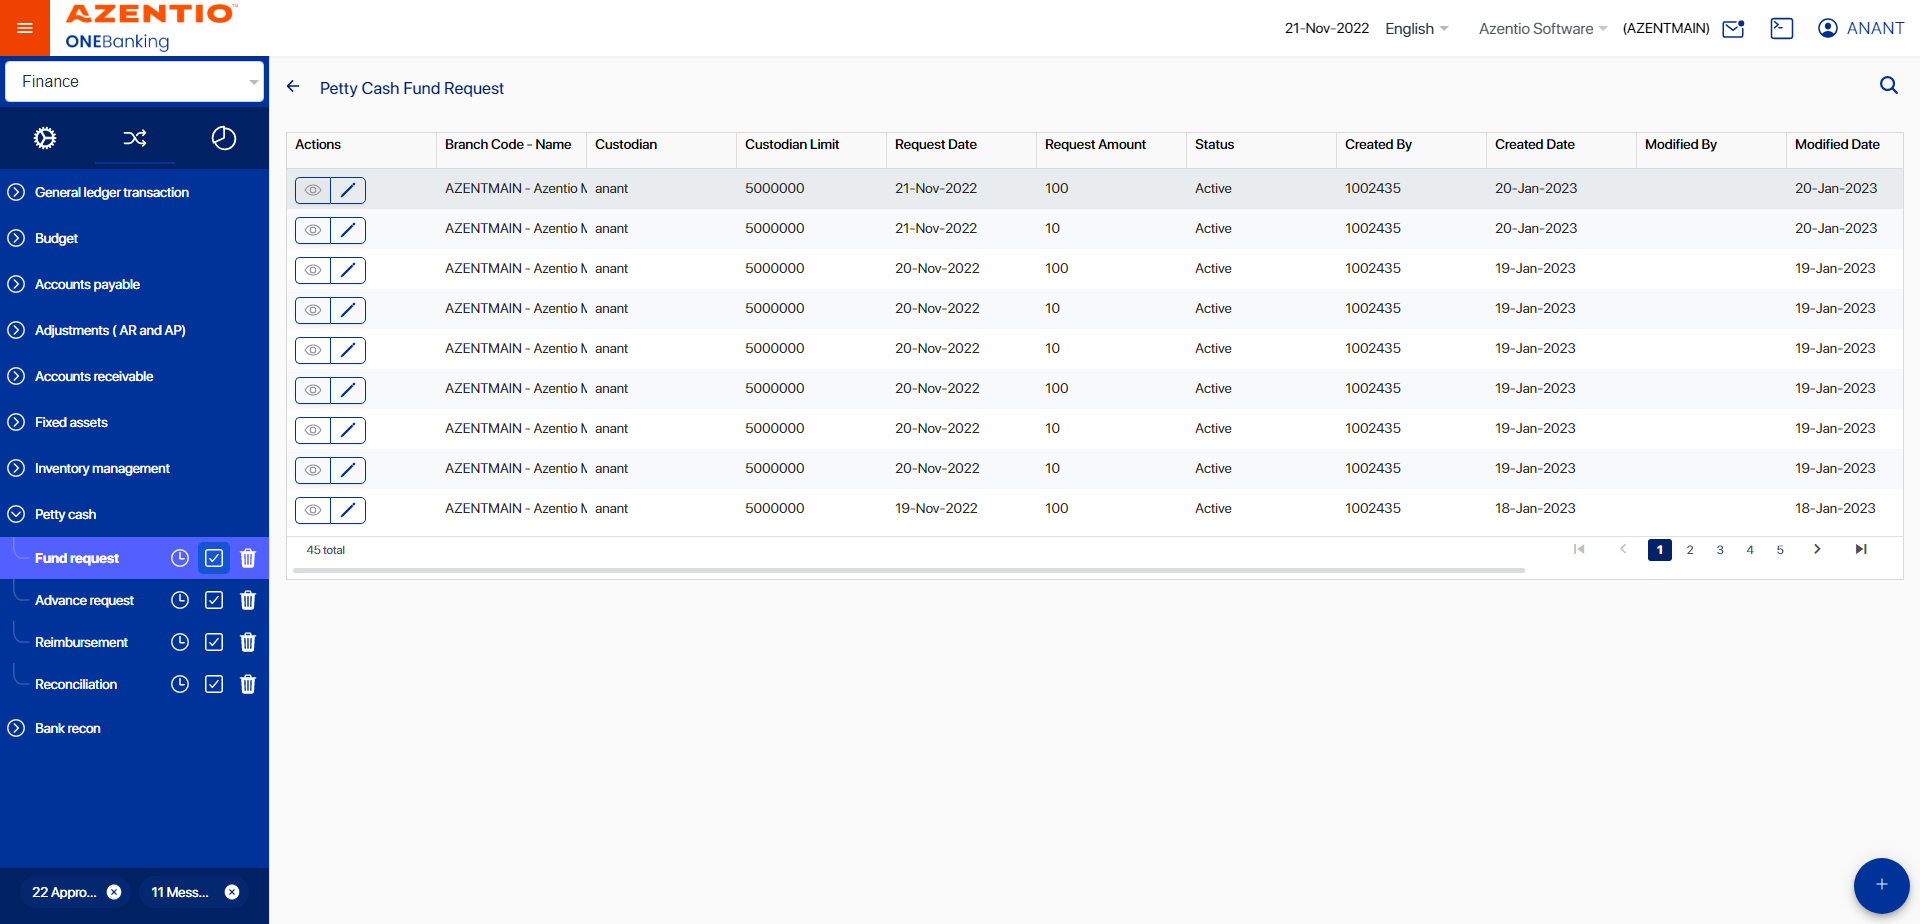 AZENTIO™
ONEBanking
21-Nov-2022 English Azentio Software (AZENTMAIN) ANANT
Finance
General ledger transaction
Budget
Accounts payable
Adjustments ( AR and AP)
Accounts receivable
Fixed assets
Inventory management
Petty cash
Fund request
Advance request
Reimbursement
Reconciliation
Bank recon
22 Appro...
11 Mess...
Petty Cash Fund Request
Actions Branch Code - Name Custodian Custodian Limit Request Date Request Amount Status Created By Created Date Modified By Modified Date
AZENTMAIN - Azentio M anant 5000000 21-Nov-2022 100 Active 1002435 20-Jan-2023 20-Jan-2023
AZENTMAIN - Azentio M anant 5000000 21-Nov-2022 10 Active 1002435 20-Jan-2023 20-Jan-2023
AZENTMAIN - Azentio M anant 5000000 20-Nov-2022 100 Active 1002435 19-Jan-2023 19-Jan-2023
AZENTMAIN - Azentio M anant 5000000 20-Nov-2022 10 Active 1002435 19-Jan-2023 19-Jan-2023
AZENTMAIN - Azentio M anant 5000000 20-Nov-2022 10 Active 1002435 19-Jan-2023 19-Jan-2023
AZENTMAIN - Azentio M anant 5000000 20-Nov-2022 100 Active 1002435 19-Jan-2023 19-Jan-2023
AZENTMAIN - Azentio M anant 5000000 20-Nov-2022 10 Active 1002435 19-Jan-2023 19-Jan-2023
AZENTMAIN - Azentio M anant 5000000 20-Nov-2022 10 Active 1002435 19-Jan-2023 19-Jan-2023
AZENTMAIN - Azentio M anant 5000000 19-Nov-2022 100 Active 1002435 18-Jan-2023 18-Jan-2023
45 total 1 2 3 4 5